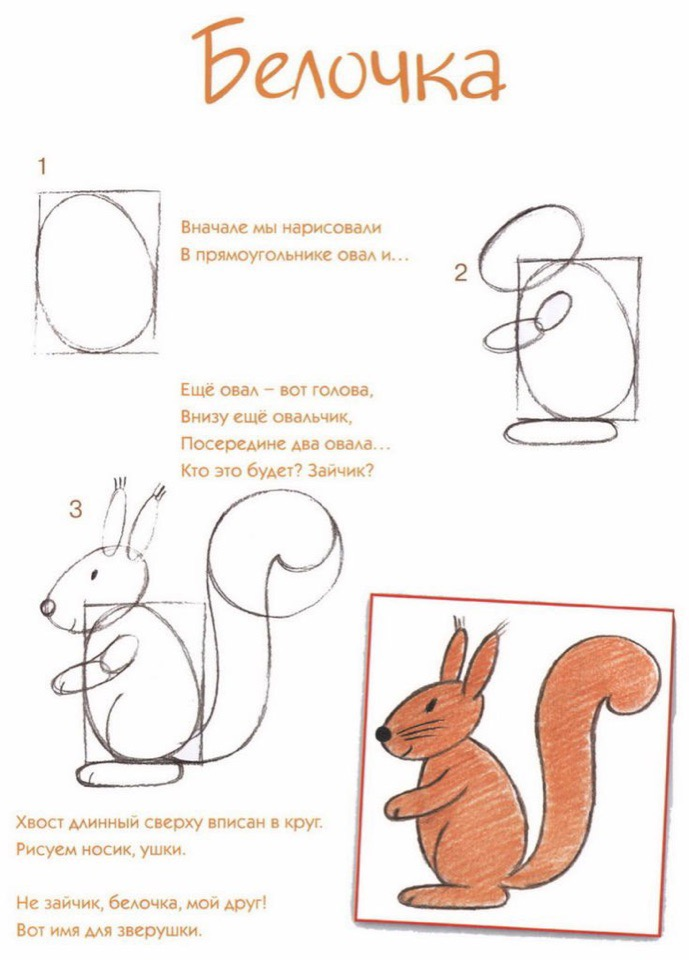 Белочка
1
Вначале мы нарисовали
В прямоугольнике овал и...
2
Ещё овал – вот голова,
Внизу ещё овальчик,
Посередине два овала...
Кто это будет? Зайчик?
3
Хвост длинный сверху вписан в круг.
Рисуем носик, ушки.
Не зайчик, белочка, мой друг!
Вот имя для зверушки.